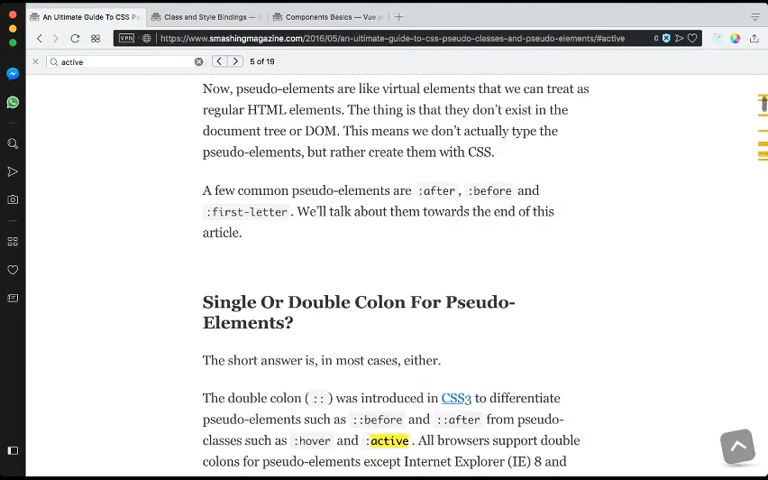 An Ultimate Guide To CSS Ps
Class and Style Bindings — V
Components Basics — Vue.js
VPN
https://www.smashingmagazine.com/2016/05/an-ultimate-guide-to-css-pseudo-classes-and-pseudo-elements/#active
0
active
5 of 19
Now, pseudo-elements are like virtual elements that we can treat as
regular HTML elements. The thing is that they don’t exist in the
document tree or DOM. This means we don’t actually type the
pseudo-elements, but rather create them with CSS.
A few common pseudo-elements are :after, :before and
:first-letter. We’ll talk about them towards the end of this
article.
Single Or Double Colon For Pseudo-
Elements?
The short answer is, in most cases, either.
The double colon (::) was introduced in CSS3 to differentiate
pseudo-elements such as ::before and ::after from pseudo-
classes such as :hover and :active. All browsers support double
colons for pseudo-elements except Internet Explorer (IE) 8 and